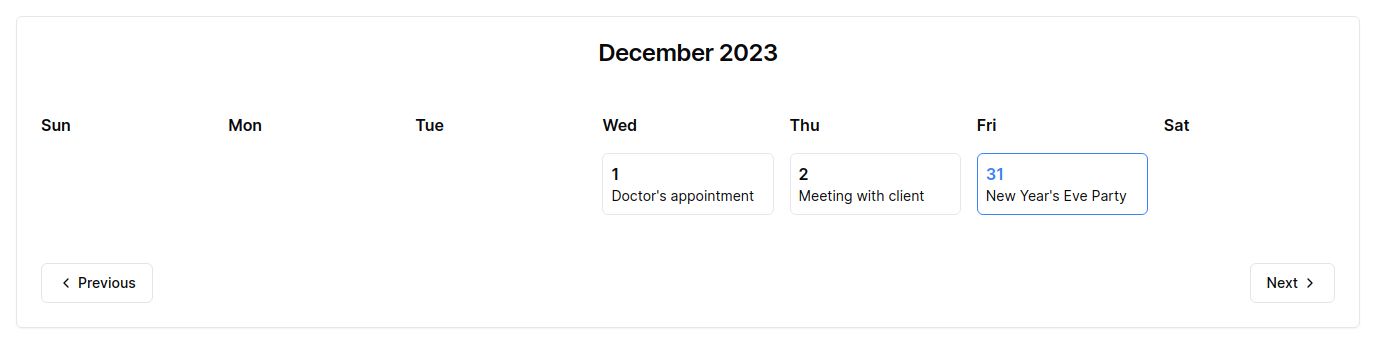 December 2023
Sun Mon Tue Wed Thu Fri Sat
1 2 31
Doctor's appointment Meeting with client New Year's Eve Party
Previous Next